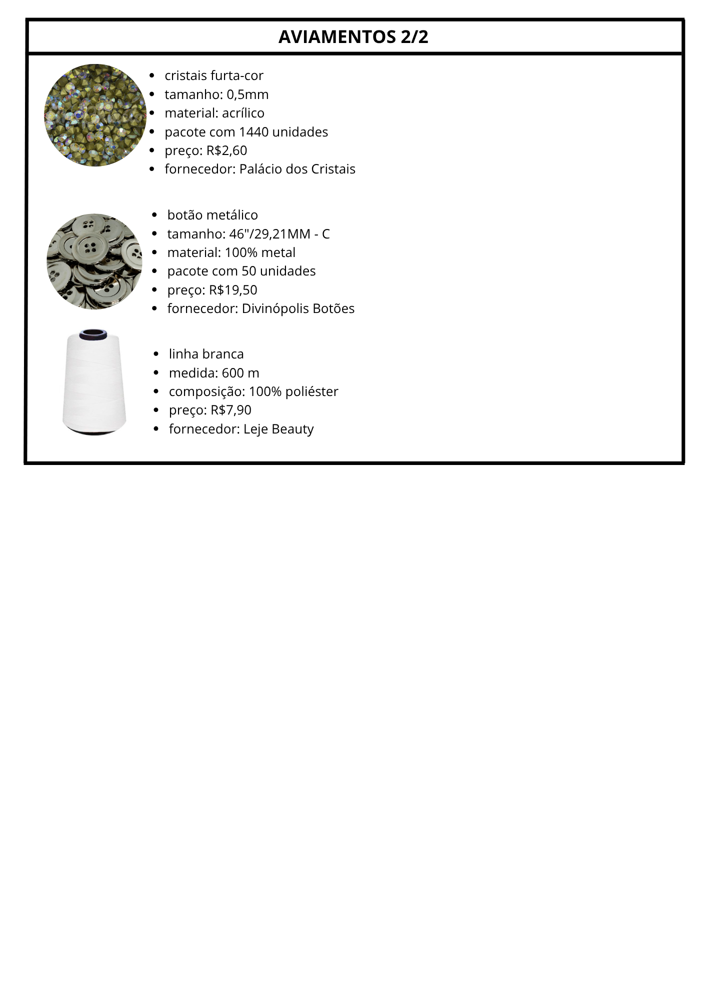 AVIAMENTOS 2/2
cristais furta-cor
tamanho: 0,5mm
material: acrílico
pacote com 1440 unidades
preço: R$2,60
fornecedor: Palácio dos Cristais
botão metálico
tamanho: 46"/29,21MM - C
material: 100% metal
pacote com 50 unidades
preço: R$19,50
fornecedor: Divinópolis Botões
linha branca
medida: 600 m
composição: 100% poliéster
preço: R$7,90
fornecedor: Leje Beauty